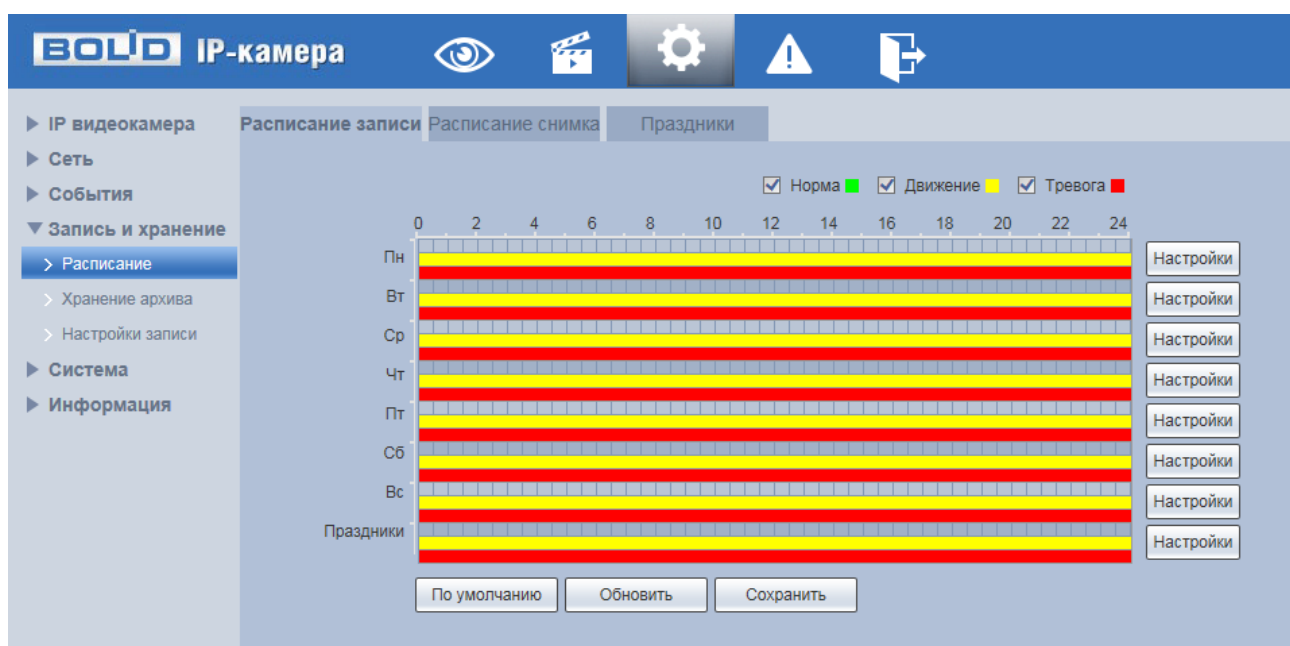 BOLID IP-камера
IP видеокамера
Сеть
События
Запись и хранение
Расписание
Хранение архива
Настройки записи
Система
Информация
Расписание записи Расписание снимка Праздники
Норма Движение Тревога
0 2 4 6 8 10 12 14 16 18 20 22 24
Пн Настройки
Вт Настройки
Ср Настройки
Чт Настройки
Пт Настройки
Сб Настройки
Вс Настройки
Праздники Настройки
По умолчанию Обновить Сохранить